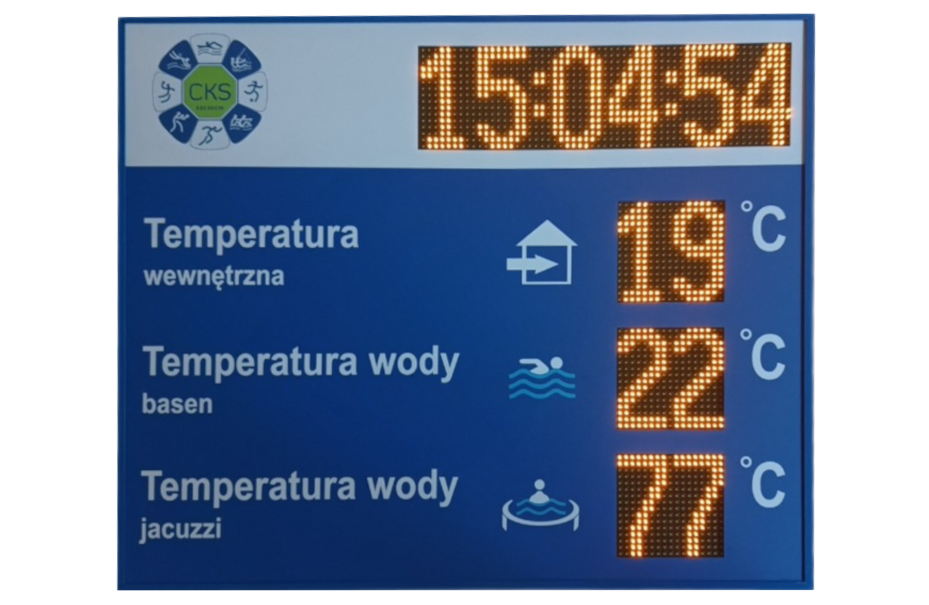 CKS
15:04:54
Temperatura
wewnętrzna
19 °C
Temperatura wody
basen
22 °C
Temperatura wody
jacuzzi
77 °C